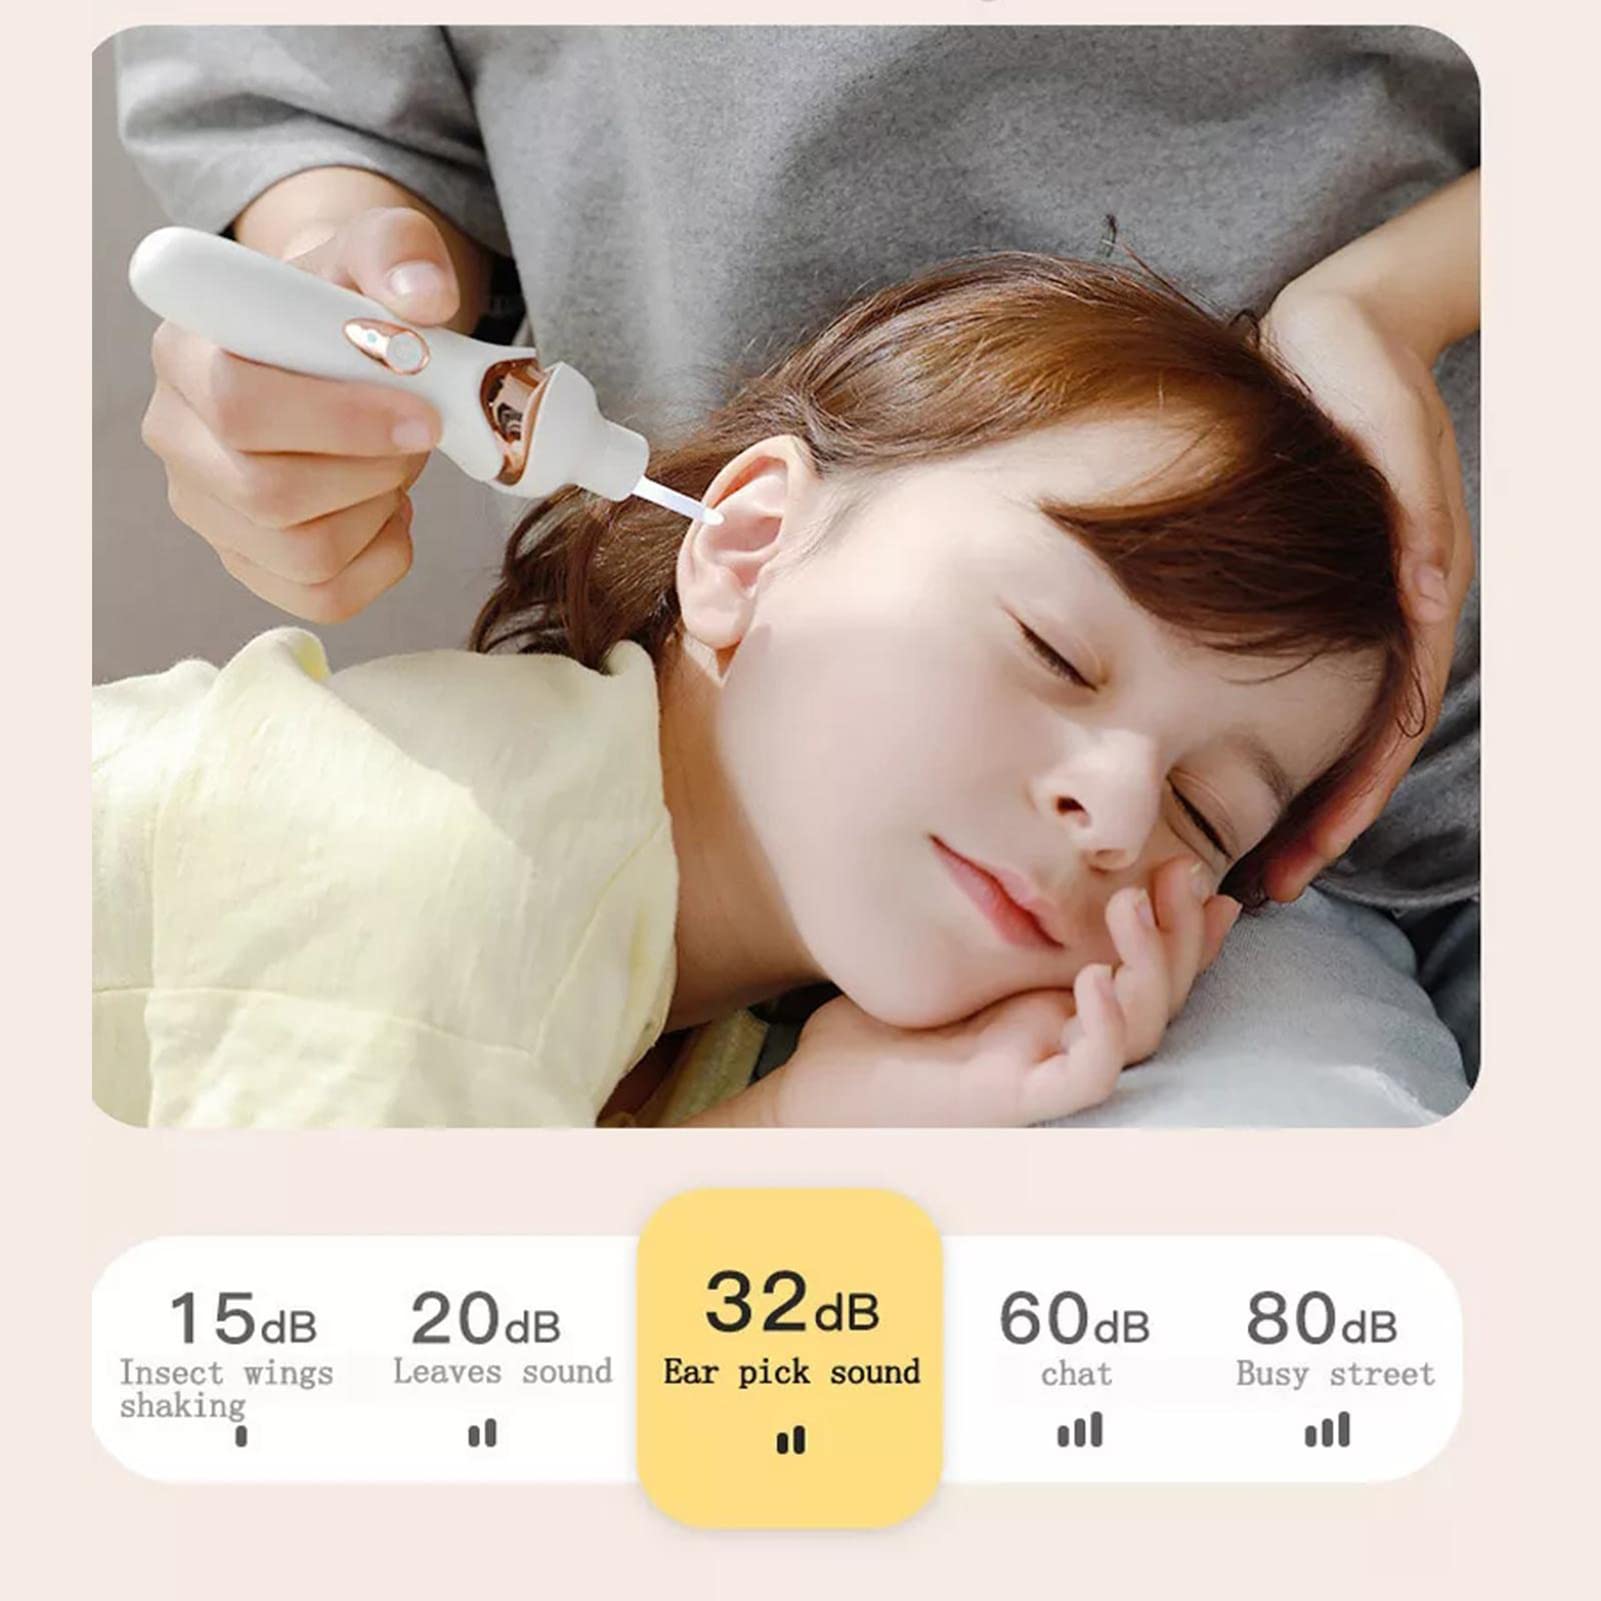 15dB
Insect wings
shaking
20dB
Leaves sound
32dB
Ear pick sound
60dB
chat
80dB
Busy street